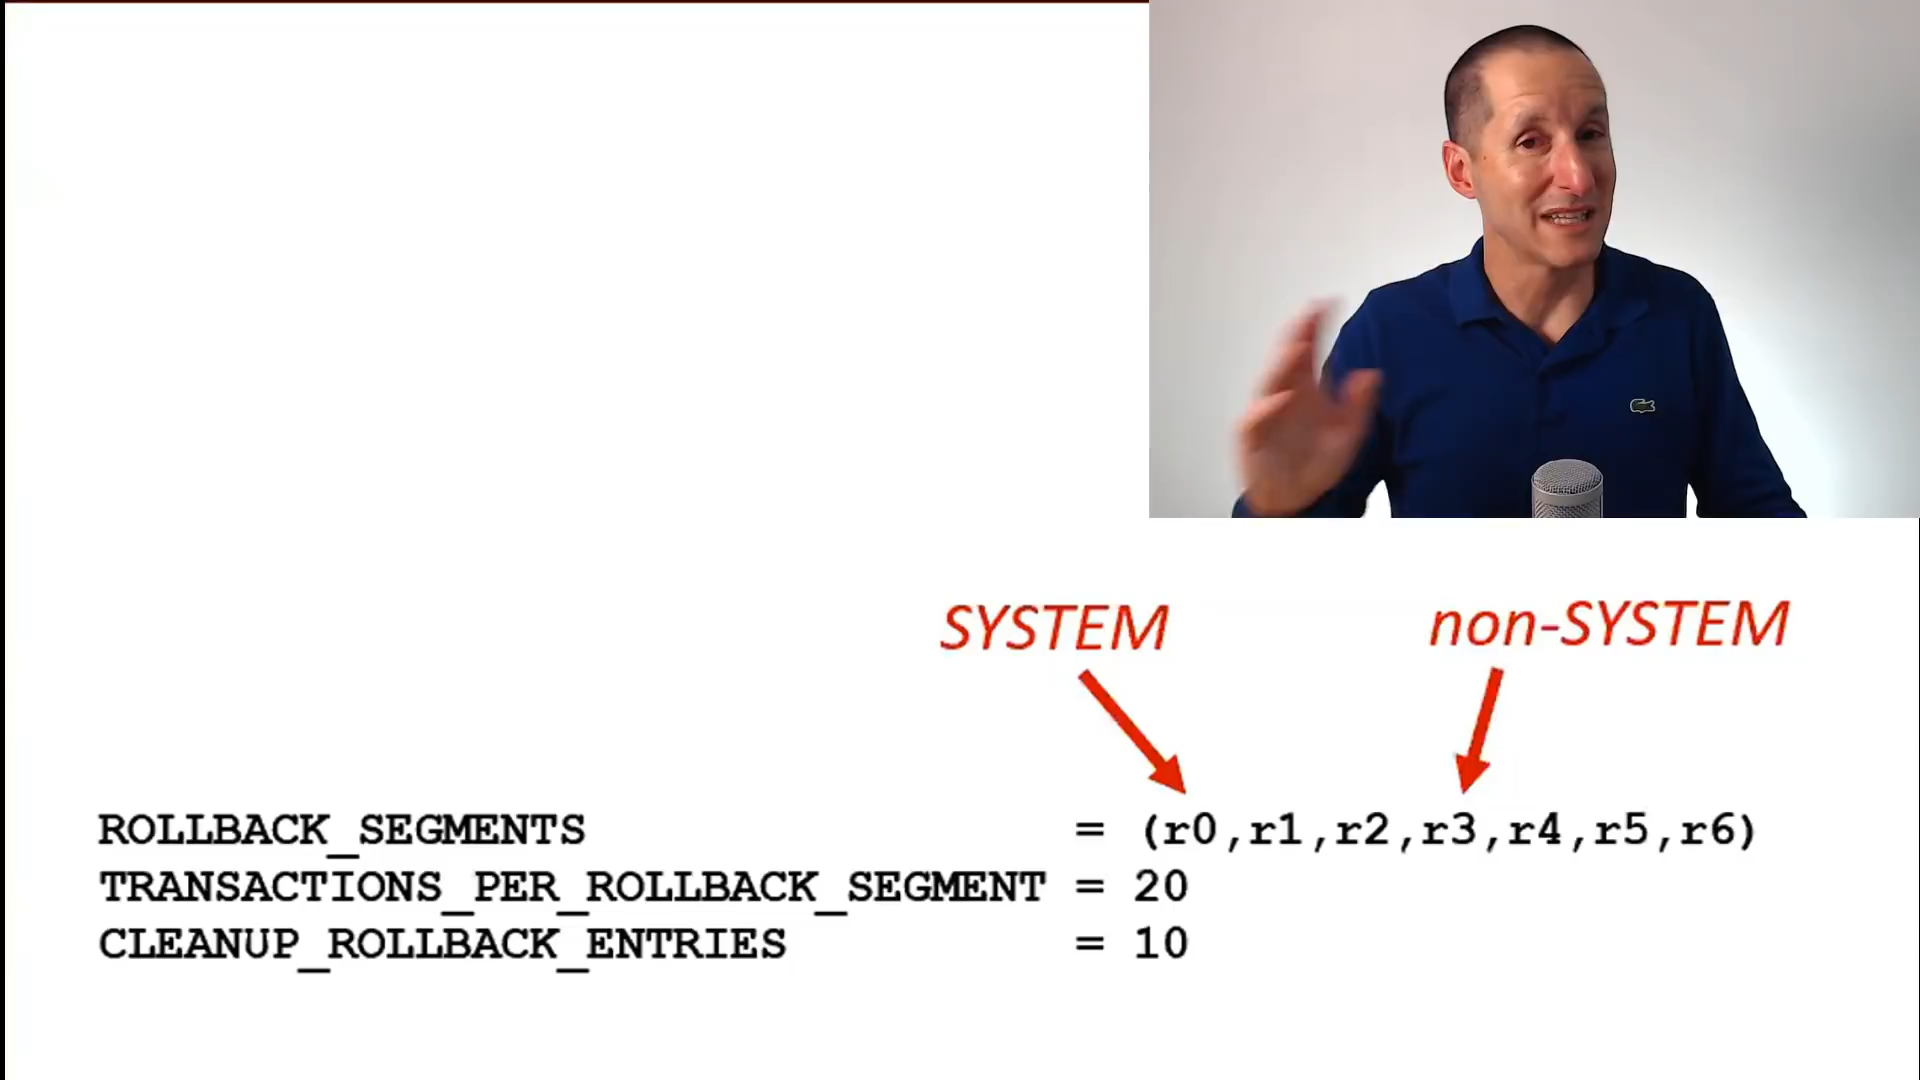 SYSTEM non-SYSTEM
ROLLBACK_SEGMENTS = (r0,r1,r2,r3,r4,r5,r6)
TRANSACTIONS_PER_ROLLBACK_SEGMENT = 20
CLEANUP_ROLLBACK_ENTRIES = 10